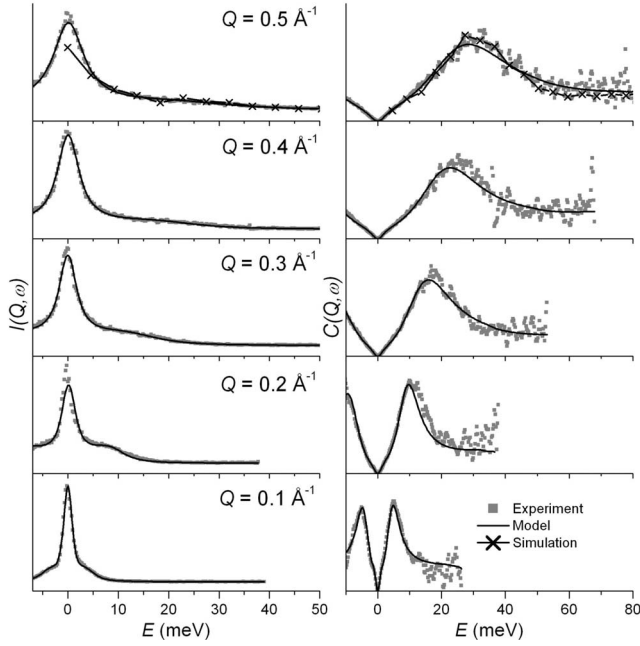 Q = 0.5 Å⁻¹
Q = 0.4 Å⁻¹
Q = 0.3 Å⁻¹
Q = 0.2 Å⁻¹
Q = 0.1 Å⁻¹
I(Q,ω)
C(Q,ω)
Experiment
Model
Simulation
0 10 20 30 40 50
0 20 40 60 80
E (meV)
E (meV)